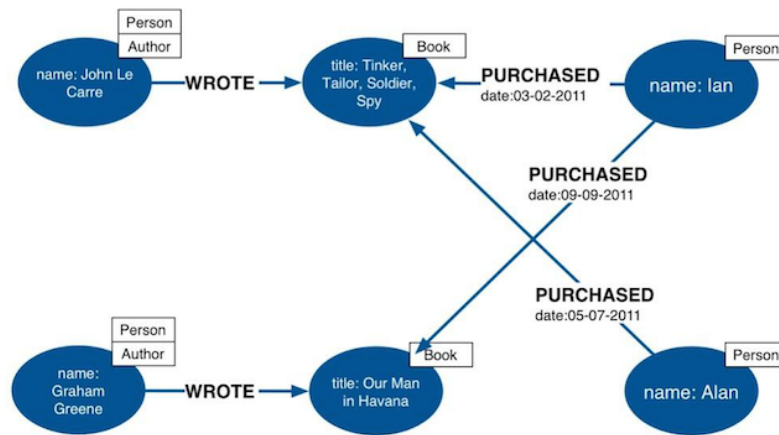 Person
Author
name: John Le
Carre
WROTE
Book
title: Tinker,
Tailor, Soldier,
Spy
PURCHASED
date:03-02-2011
Person
name: Ian
PURCHASED
date:09-09-2011
PURCHASED
date:05-07-2011
Person
Author
name:
Graham
Greene
WROTE
Book
title: Our Man
in Havana
Person
name: Alan